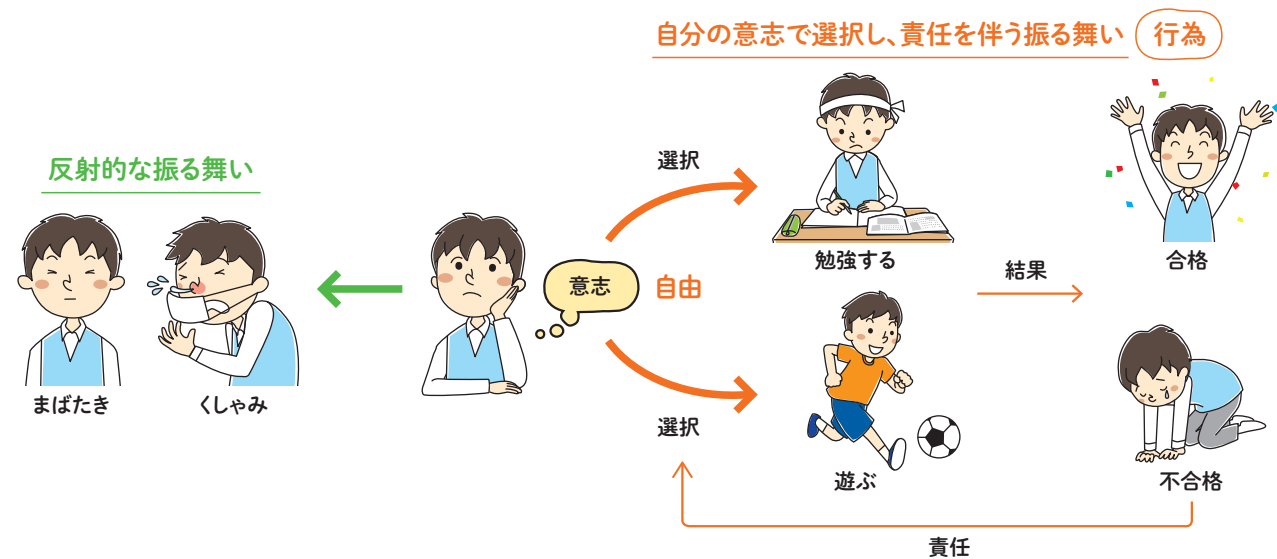 自分の意志で選択し、責任を伴う振る舞い 行為
反射的な振る舞い
まばたき
くしゃみ
意志
自由
選択
勉強する
選択
遊ぶ
結果
合格
不合格
責任